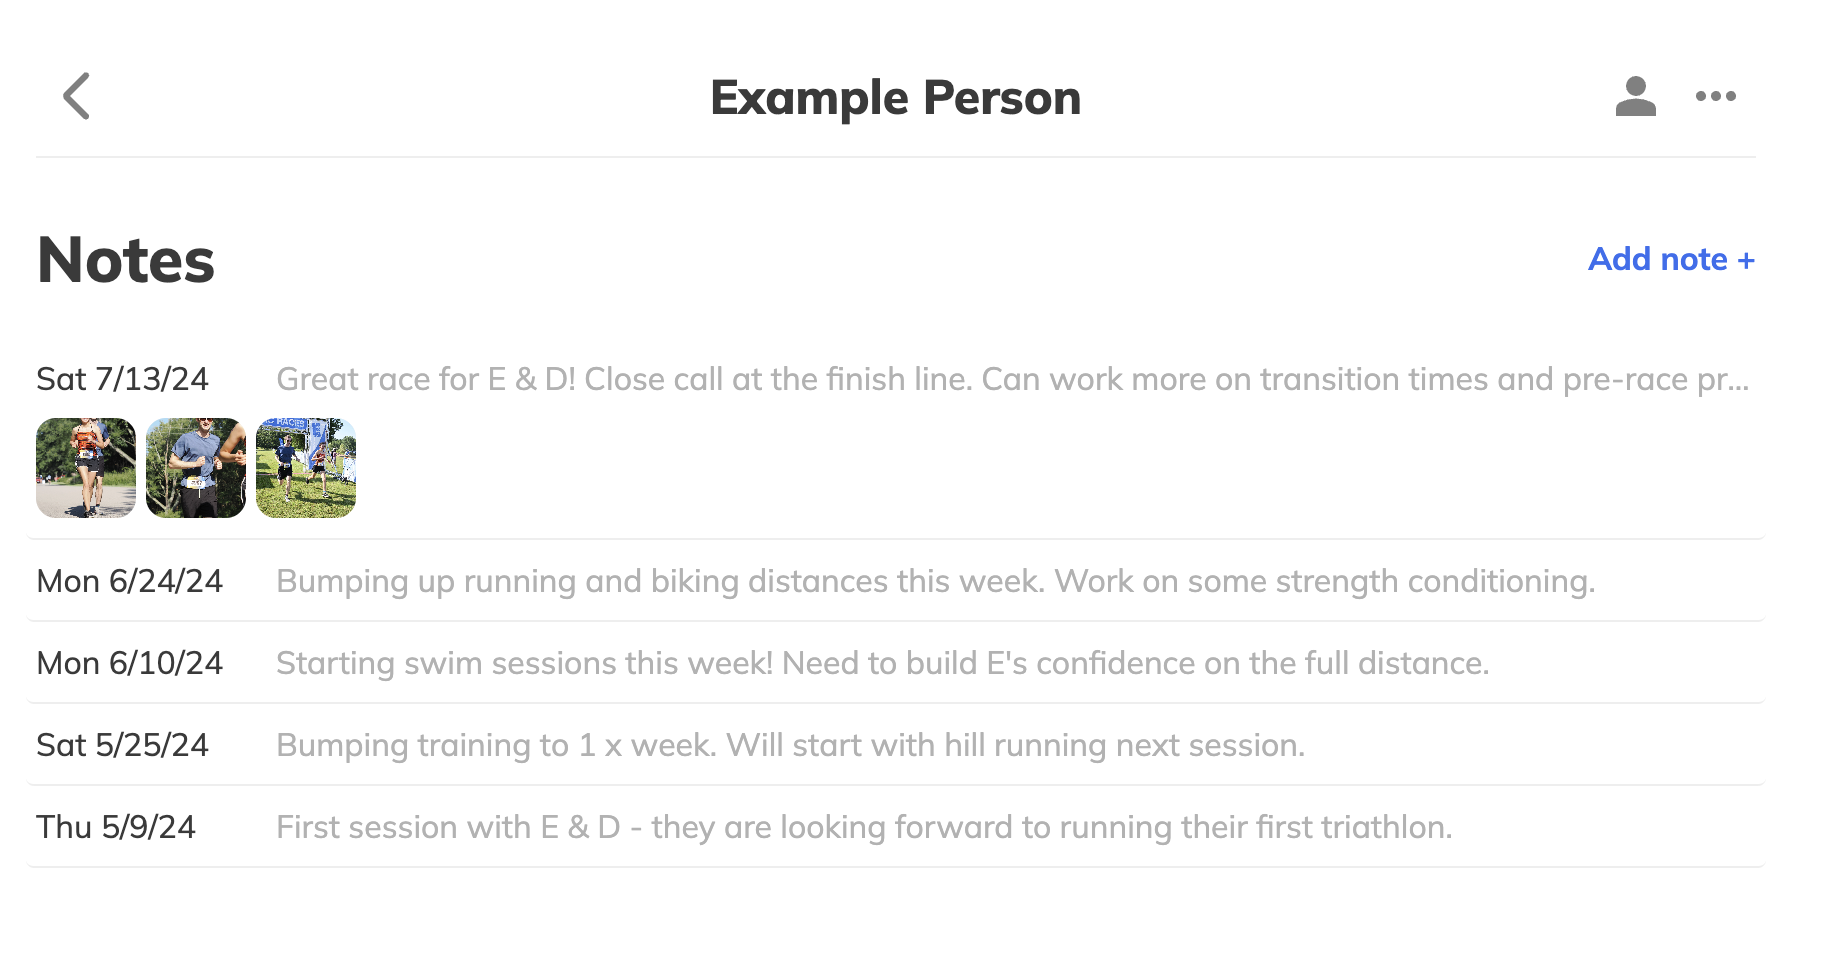 Example Person
Notes
Add note +
Sat 7/13/24 Great race for E & D! Close call at the finish line. Can work more on transition times and pre-race pr...
Mon 6/24/24 Bumping up running and biking distances this week. Work on some strength conditioning.
Mon 6/10/24 Starting swim sessions this week! Need to build E's confidence on the full distance.
Sat 5/25/24 Bumping training to 1 x week. Will start with hill running next session.
Thu 5/9/24 First session with E & D - they are looking forward to running their first triathlon.